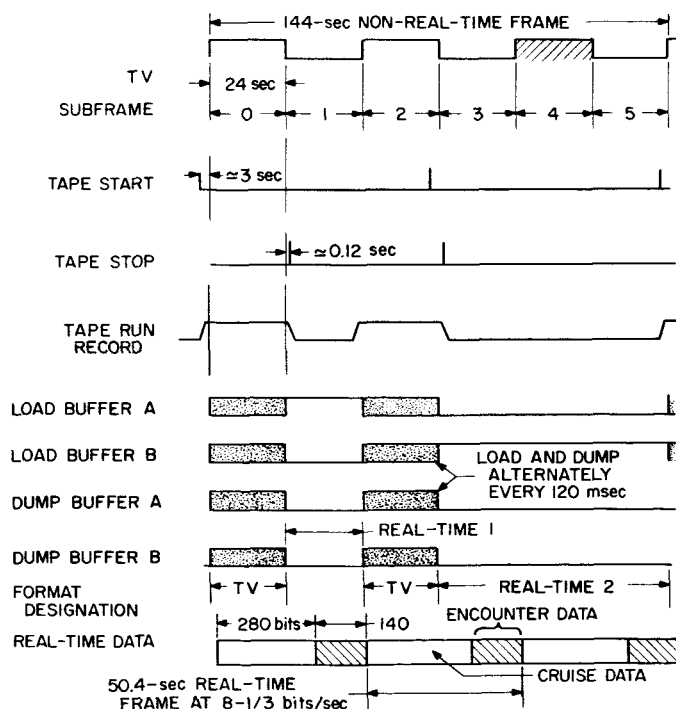 144-sec NON-REAL-TIME FRAME
TV
24 sec
SUBFRAME
0 1 2 3 4 5
TAPE START
≃3 sec
TAPE STOP
≃0.12 sec
TAPE RUN
RECORD
LOAD BUFFER A
LOAD BUFFER B
LOAD AND DUMP
ALTERNATELY
EVERY 120 msec
DUMP BUFFER A
REAL-TIME 1
DUMP BUFFER B
TV TV REAL-TIME 2
FORMAT
DESIGNATION
280 bits 140 ENCOUNTER DATA
REAL-TIME DATA
CRUISE DATA
50.4-sec REAL-TIME
FRAME AT 8-1/3 bits/sec